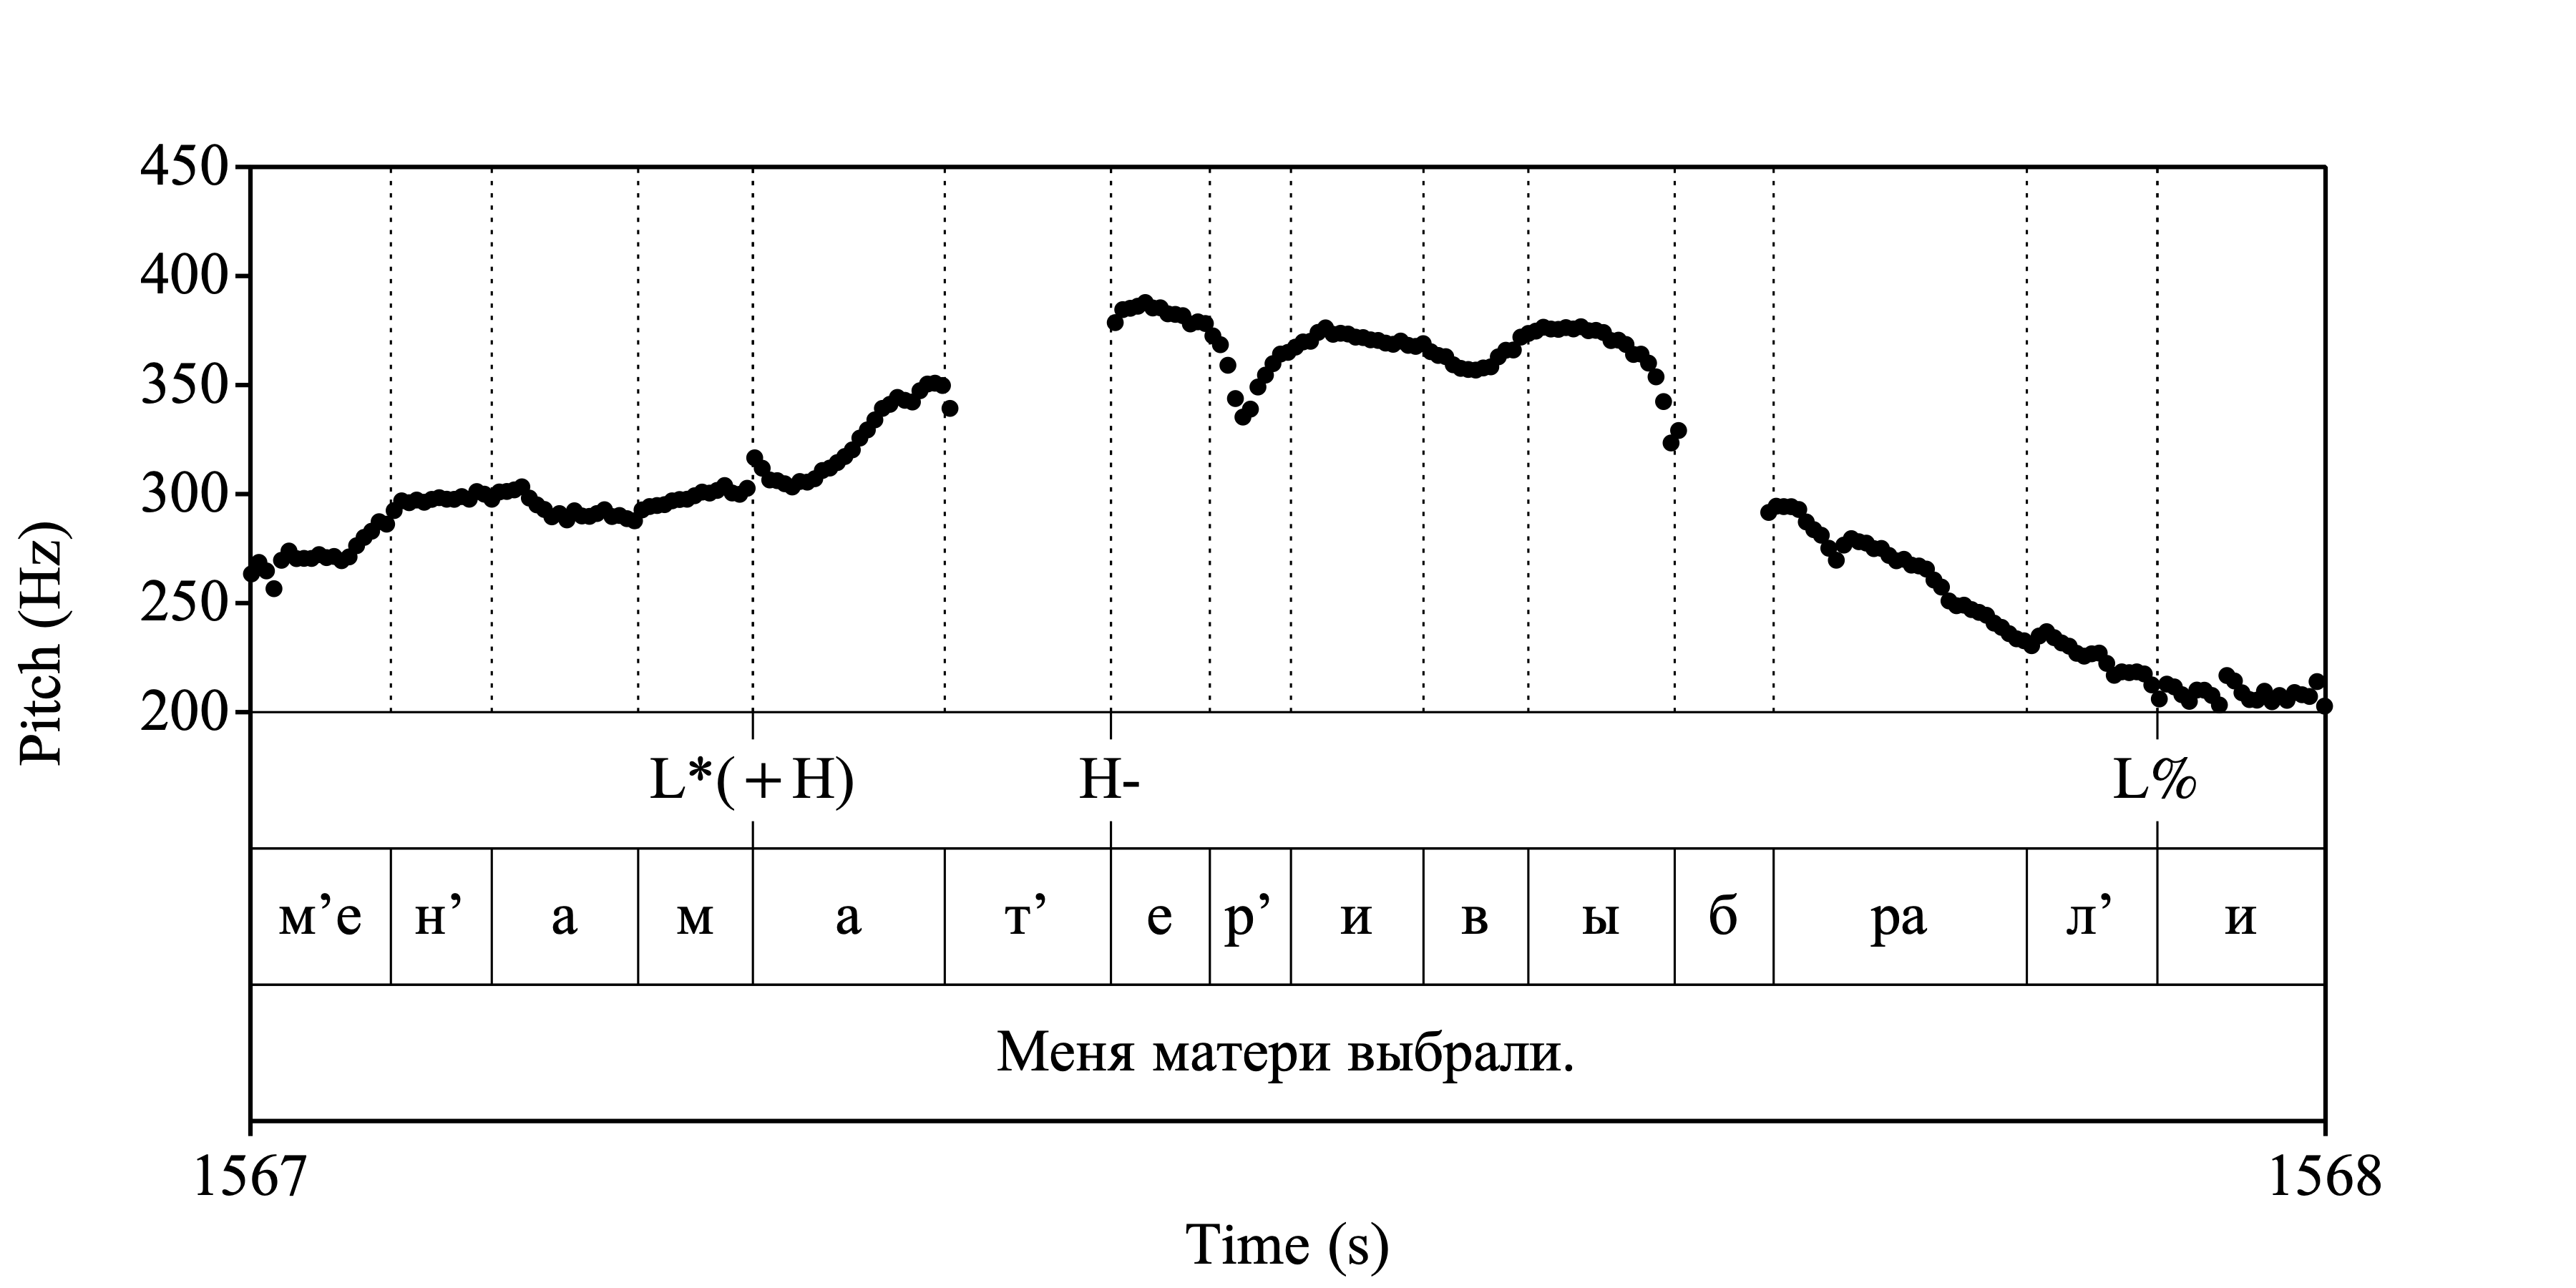 450
400
350
300
250
200
Pitch (Hz)
L*(+H) H- L%
м’е н’ а м а т’ е р’ и в ы б ра л’ и
Меня матери выбрали.
1567 1568
Time (s)